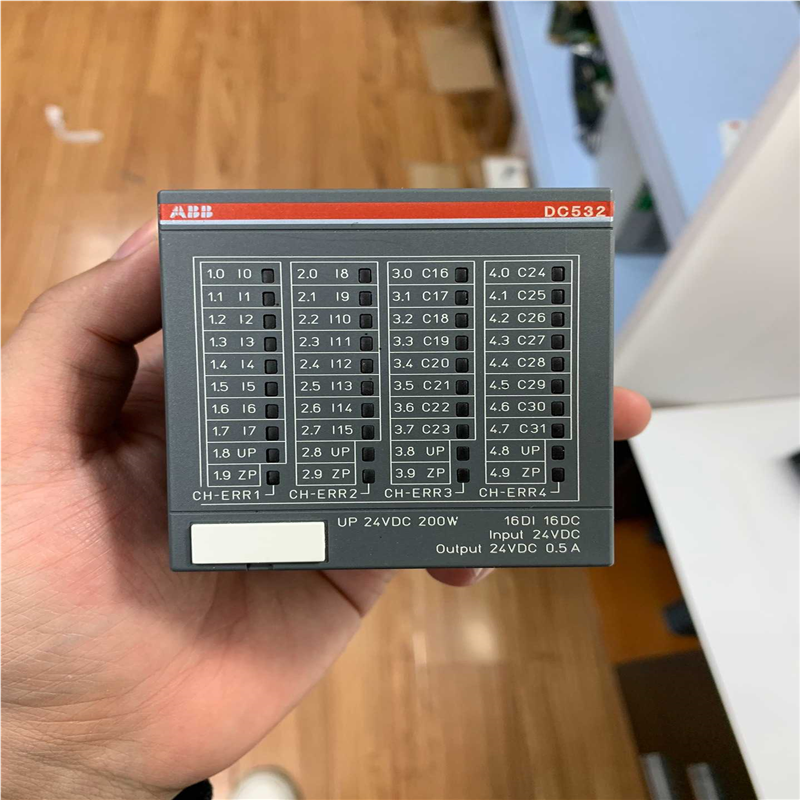 ABB DC532
1.0 I0 2.0 I8 3.0 C16 4.0 C24
1.1 I1 2.1 I9 3.1 C17 4.1 C25
1.2 I2 2.2 I10 3.2 C18 4.2 C26
1.3 I3 2.3 I11 3.3 C19 4.3 C27
1.4 I4 2.4 I12 3.4 C20 4.4 C28
1.5 I5 2.5 I13 3.5 C21 4.5 C29
1.6 I6 2.6 I14 3.6 C22 4.6 C30
1.7 I7 2.7 I15 3.7 C23 4.7 C31
1.8 UP 2.8 UP 3.8 UP 4.8 UP
1.9 ZP 2.9 ZP 3.9 ZP 4.9 ZP
CH-ERR1 CH-ERR2 CH-ERR3 CH-ERR4
UP 24VDC 200W 16DI 16DC
Input 24VDC
Output 24VDC 0.5 A